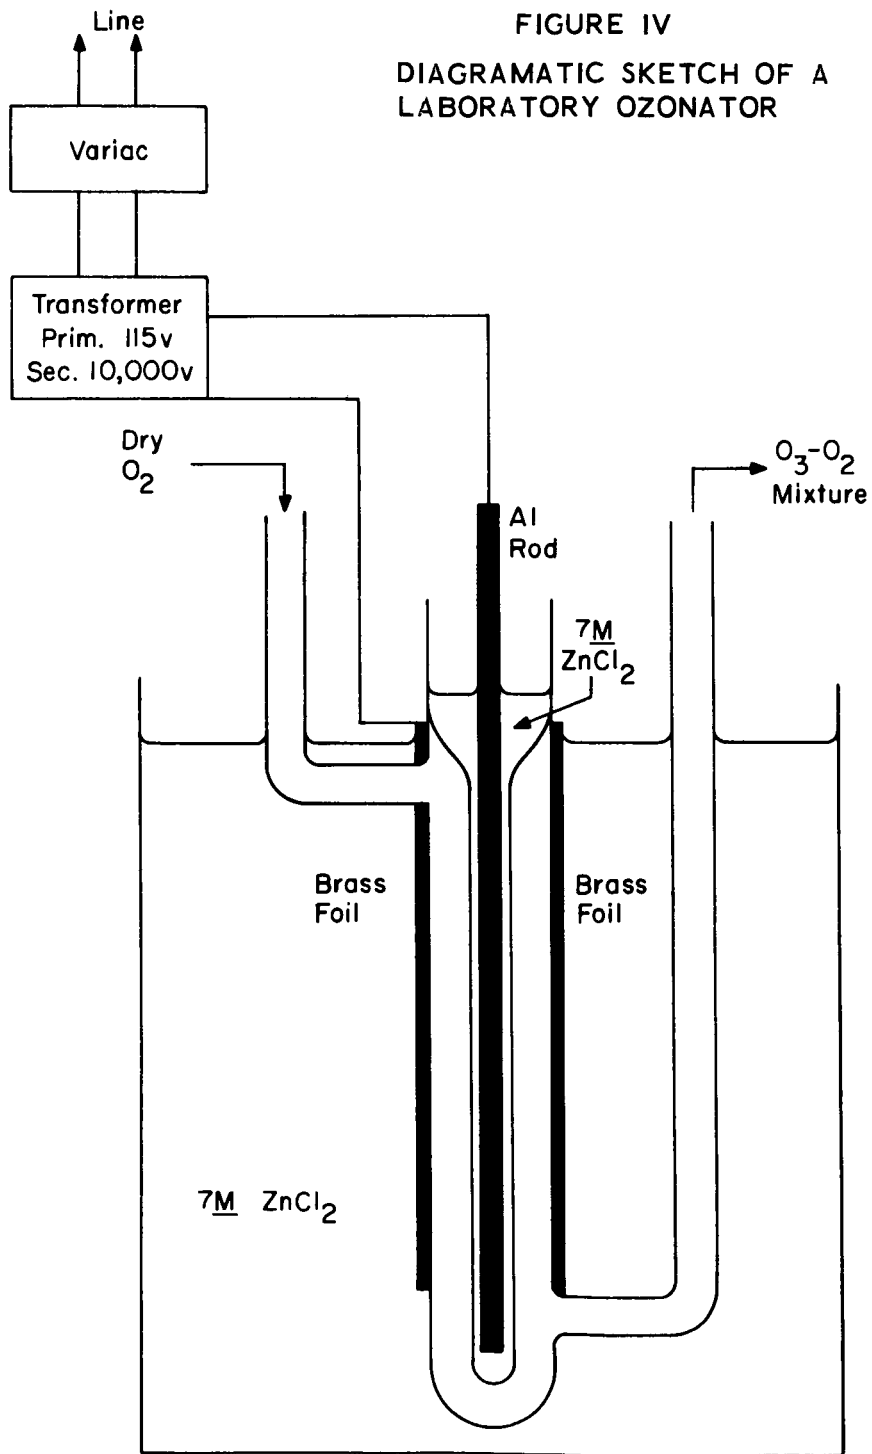 FIGURE IV
DIAGRAMATIC SKETCH OF A
LABORATORY OZONATOR
Line
Variac
Transformer
Prim. 115v
Sec. 10,000v
Dry
O₂
O₃-O₂
Mixture
Al
Rod
7M
ZnCl₂
Brass
Foil
Brass
Foil
7M ZnCl₂